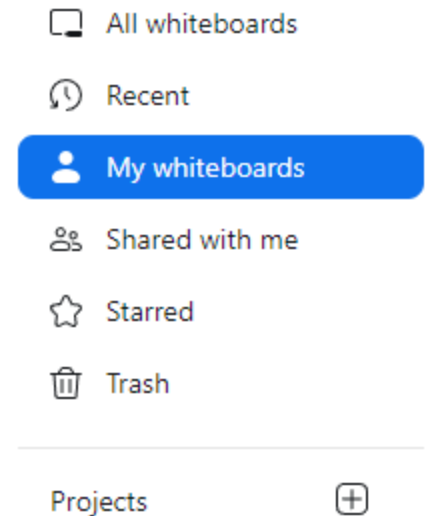 All whiteboards
Recent
My whiteboards
Shared with me
Starred
Trash
Projects